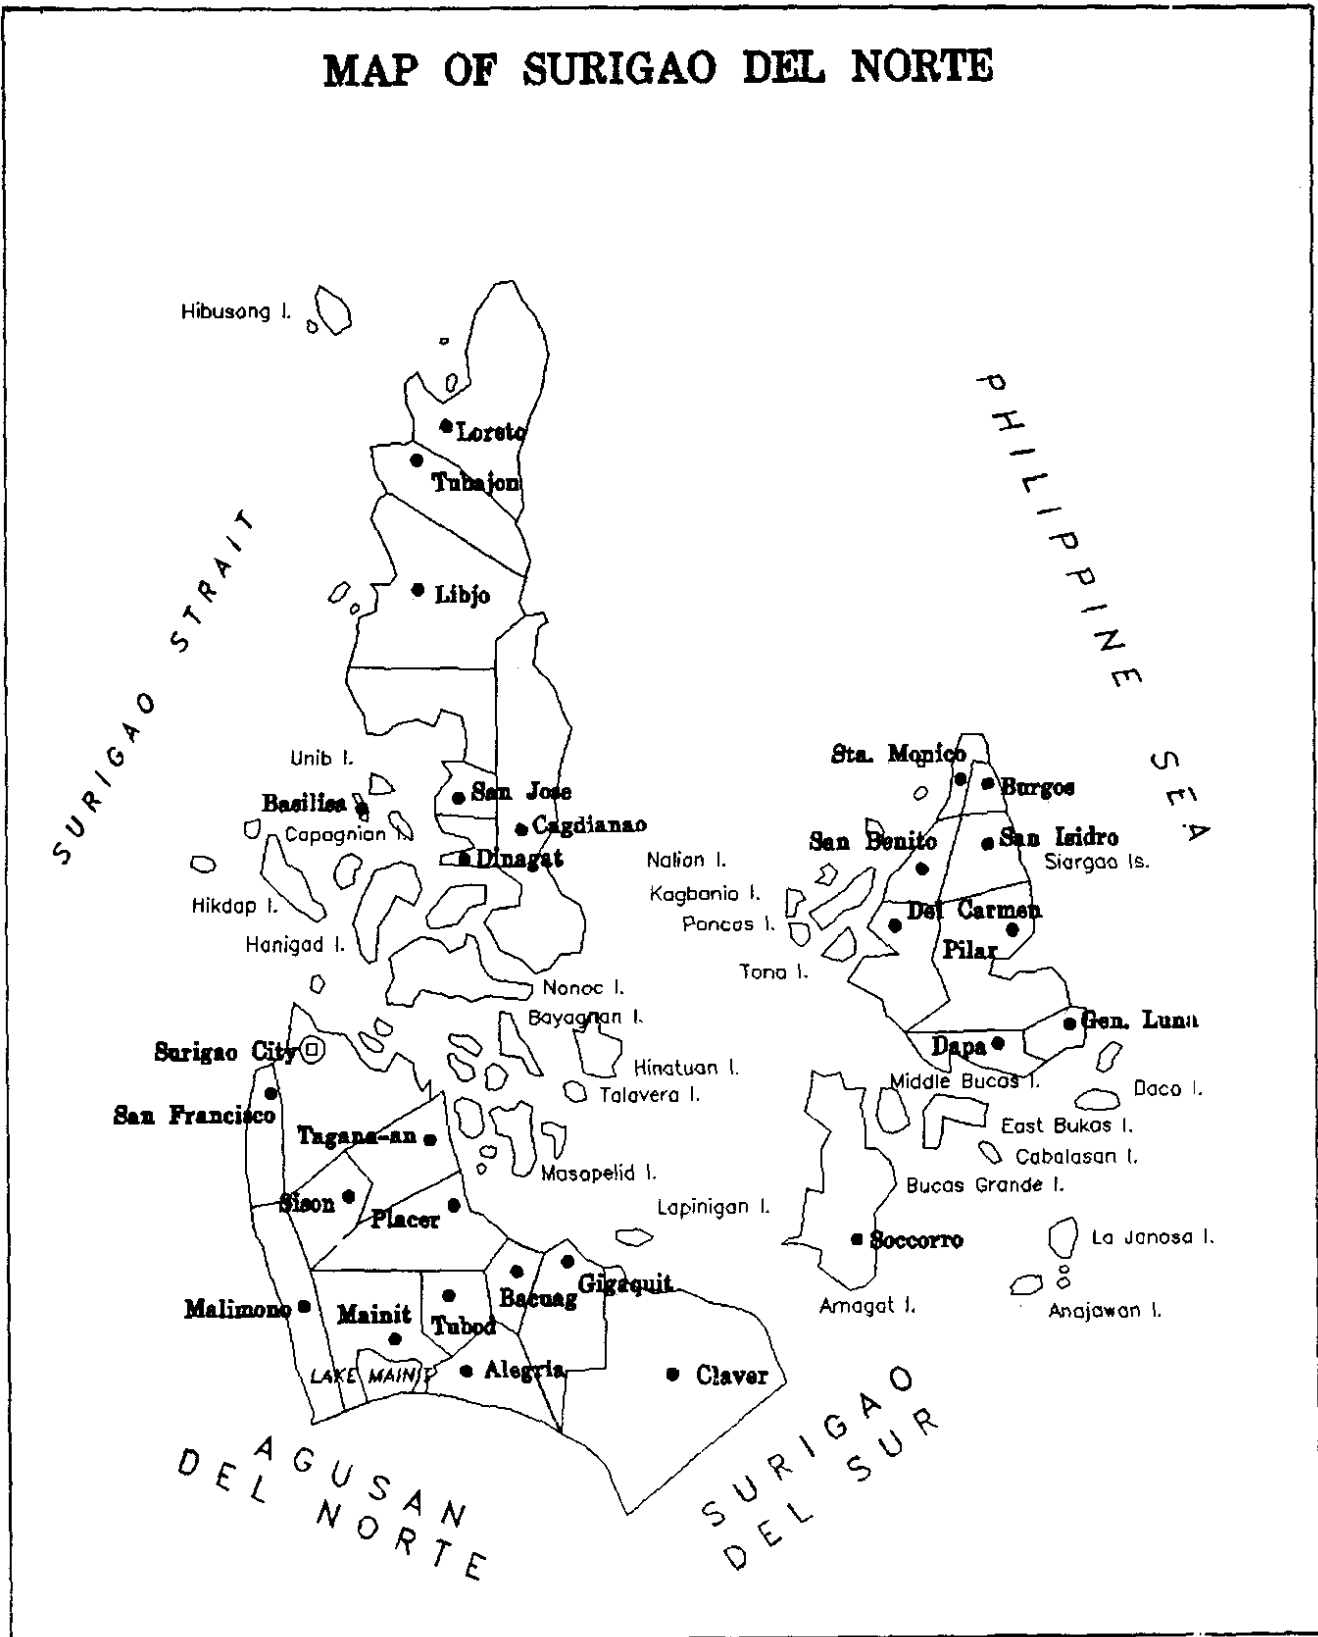 MAP OF SURIGAO DEL NORTE
Hibusong I.
Loreto
Tubajon
PHILIPPINE SEA
SURIGAO STRAIT
Libjo
Unib I.
Basilisa
San Jose
Capagnian I.
Cagdianao
Dinagat
Hikdap I.
Hanigad I.
Nonoc I.
Bayagnan I.
Sta. Monico
Burgos
San Benito
San Isidro
Siargao Is.
Nalian I.
Kagbania I.
Poncas I.
Del Carmen
Pilar
Tona I.
Gen. Luna
Dapa
Surigao City
Hinatuan I.
Talavera I.
San Francisco
Tagana-an
Masapelid I.
Middle Bucas I.
Daco I.
East Bukas I.
Cabalasan I.
Bucas Grande I.
Sison
Placer
Lapinigan I.
Soccorro
La Janosa I.
Gigaquit
Bacuag
Malimono
Mainit
Tubod
Amagat I.
Anajawan I.
LAKE MAINIT
Alegria
Claver
AGUSAN
DEL NORTE
SURIGAO
DEL SUR